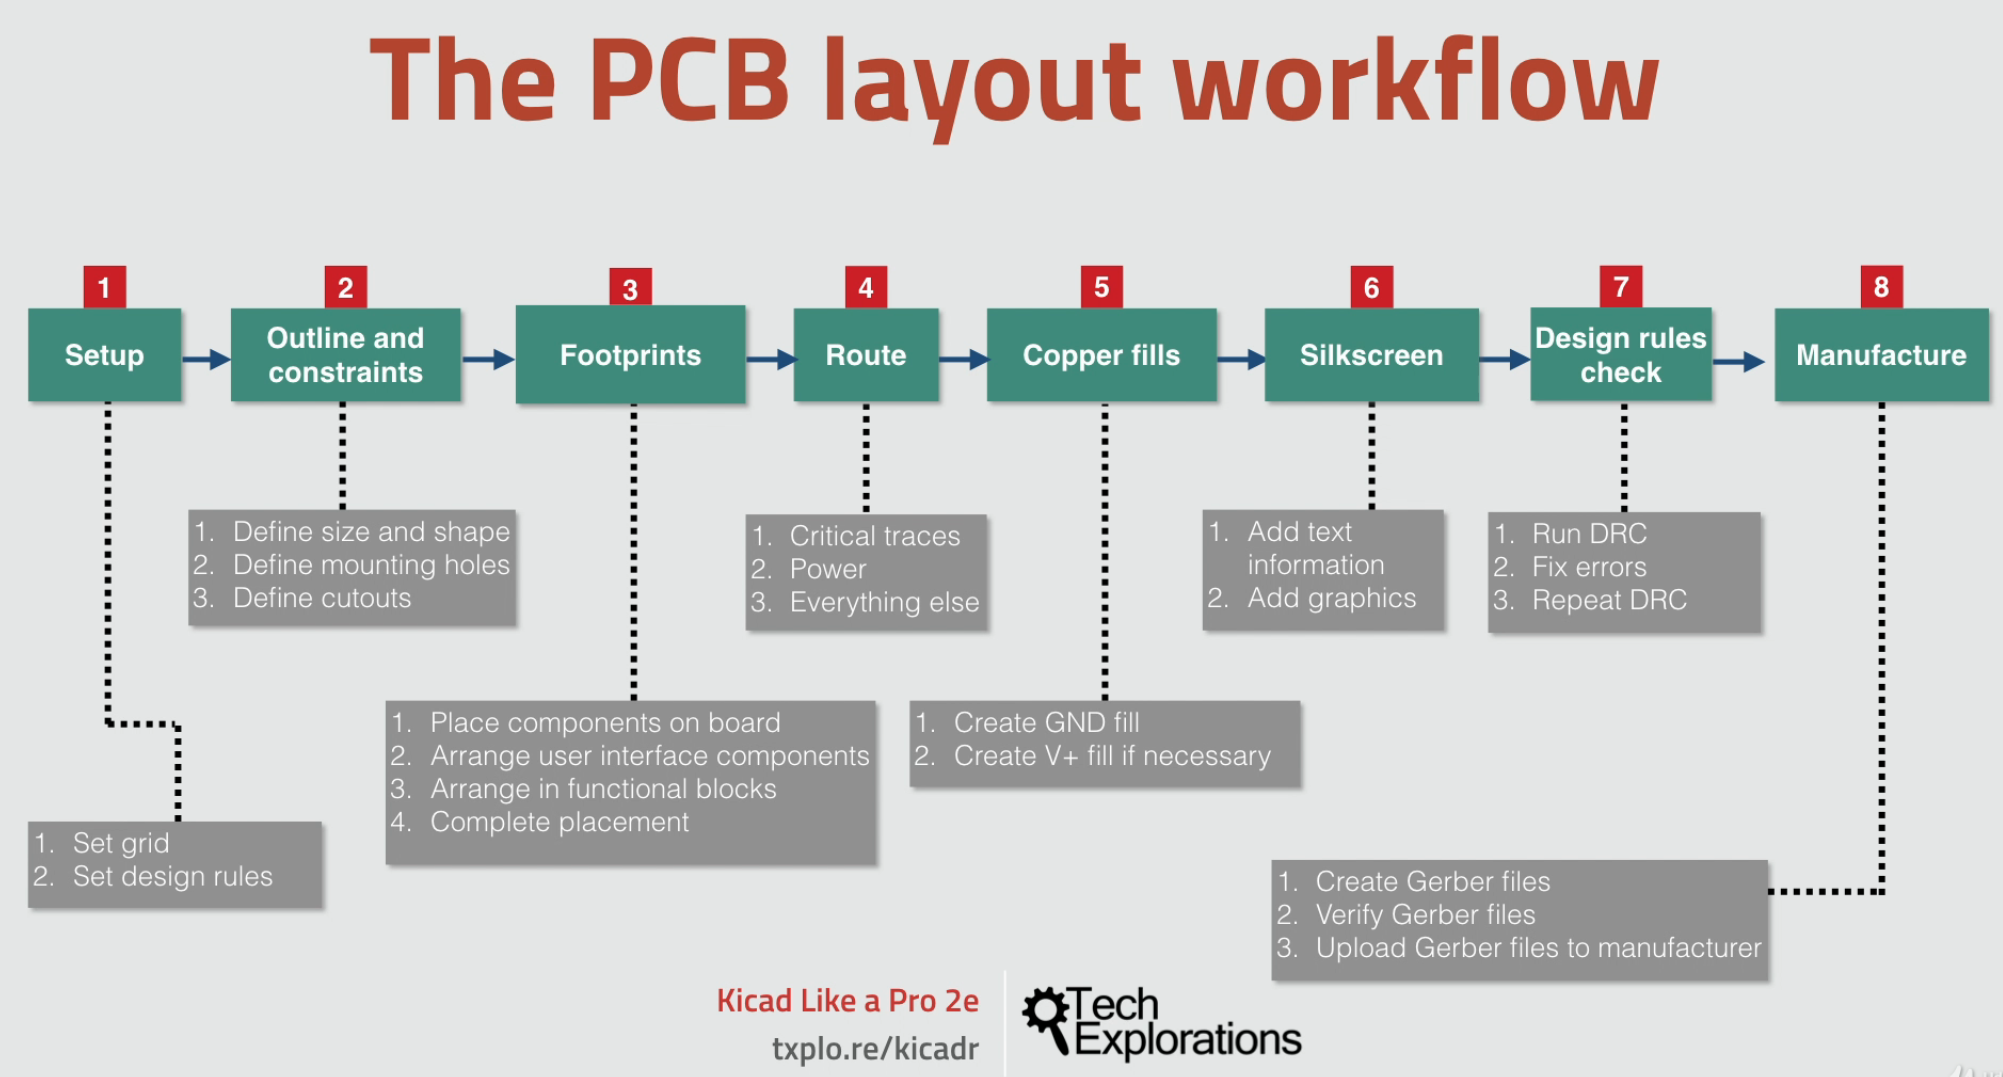 The PCB layout workflow
1
2
3
4
5
6
7
8
Setup
Outline and
constraints
Footprints
Route
Copper fills
Silkscreen
Design rules
check
Manufacture
1. Set grid
2. Set design rules
1. Define size and shape
2. Define mounting holes
3. Define cutouts
1. Place components on board
2. Arrange user interface components
3. Arrange in functional blocks
4. Complete placement
1. Critical traces
2. Power
3. Everything else
1. Create GND fill
2. Create V+ fill if necessary
1. Add text
information
2. Add graphics
1. Run DRC
2. Fix errors
3. Repeat DRC
1. Create Gerber files
2. Verify Gerber files
3. Upload Gerber files to manufacturer
Kicad Like a Pro 2e
txplo.re/kicadr
Tech
Explorations